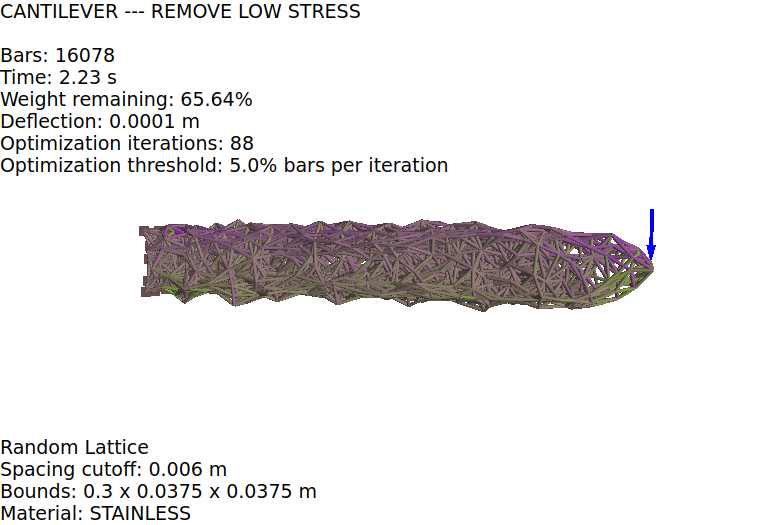 CANTILEVER --- REMOVE LOW STRESS
Bars: 16078
Time: 2.23 s
Weight remaining: 65.64%
Deflection: 0.0001 m
Optimization iterations: 88
Optimization threshold: 5.0% bars per iteration
Random Lattice
Spacing cutoff: 0.006 m
Bounds: 0.3 x 0.0375 x 0.0375 m
Material: STAINLESS